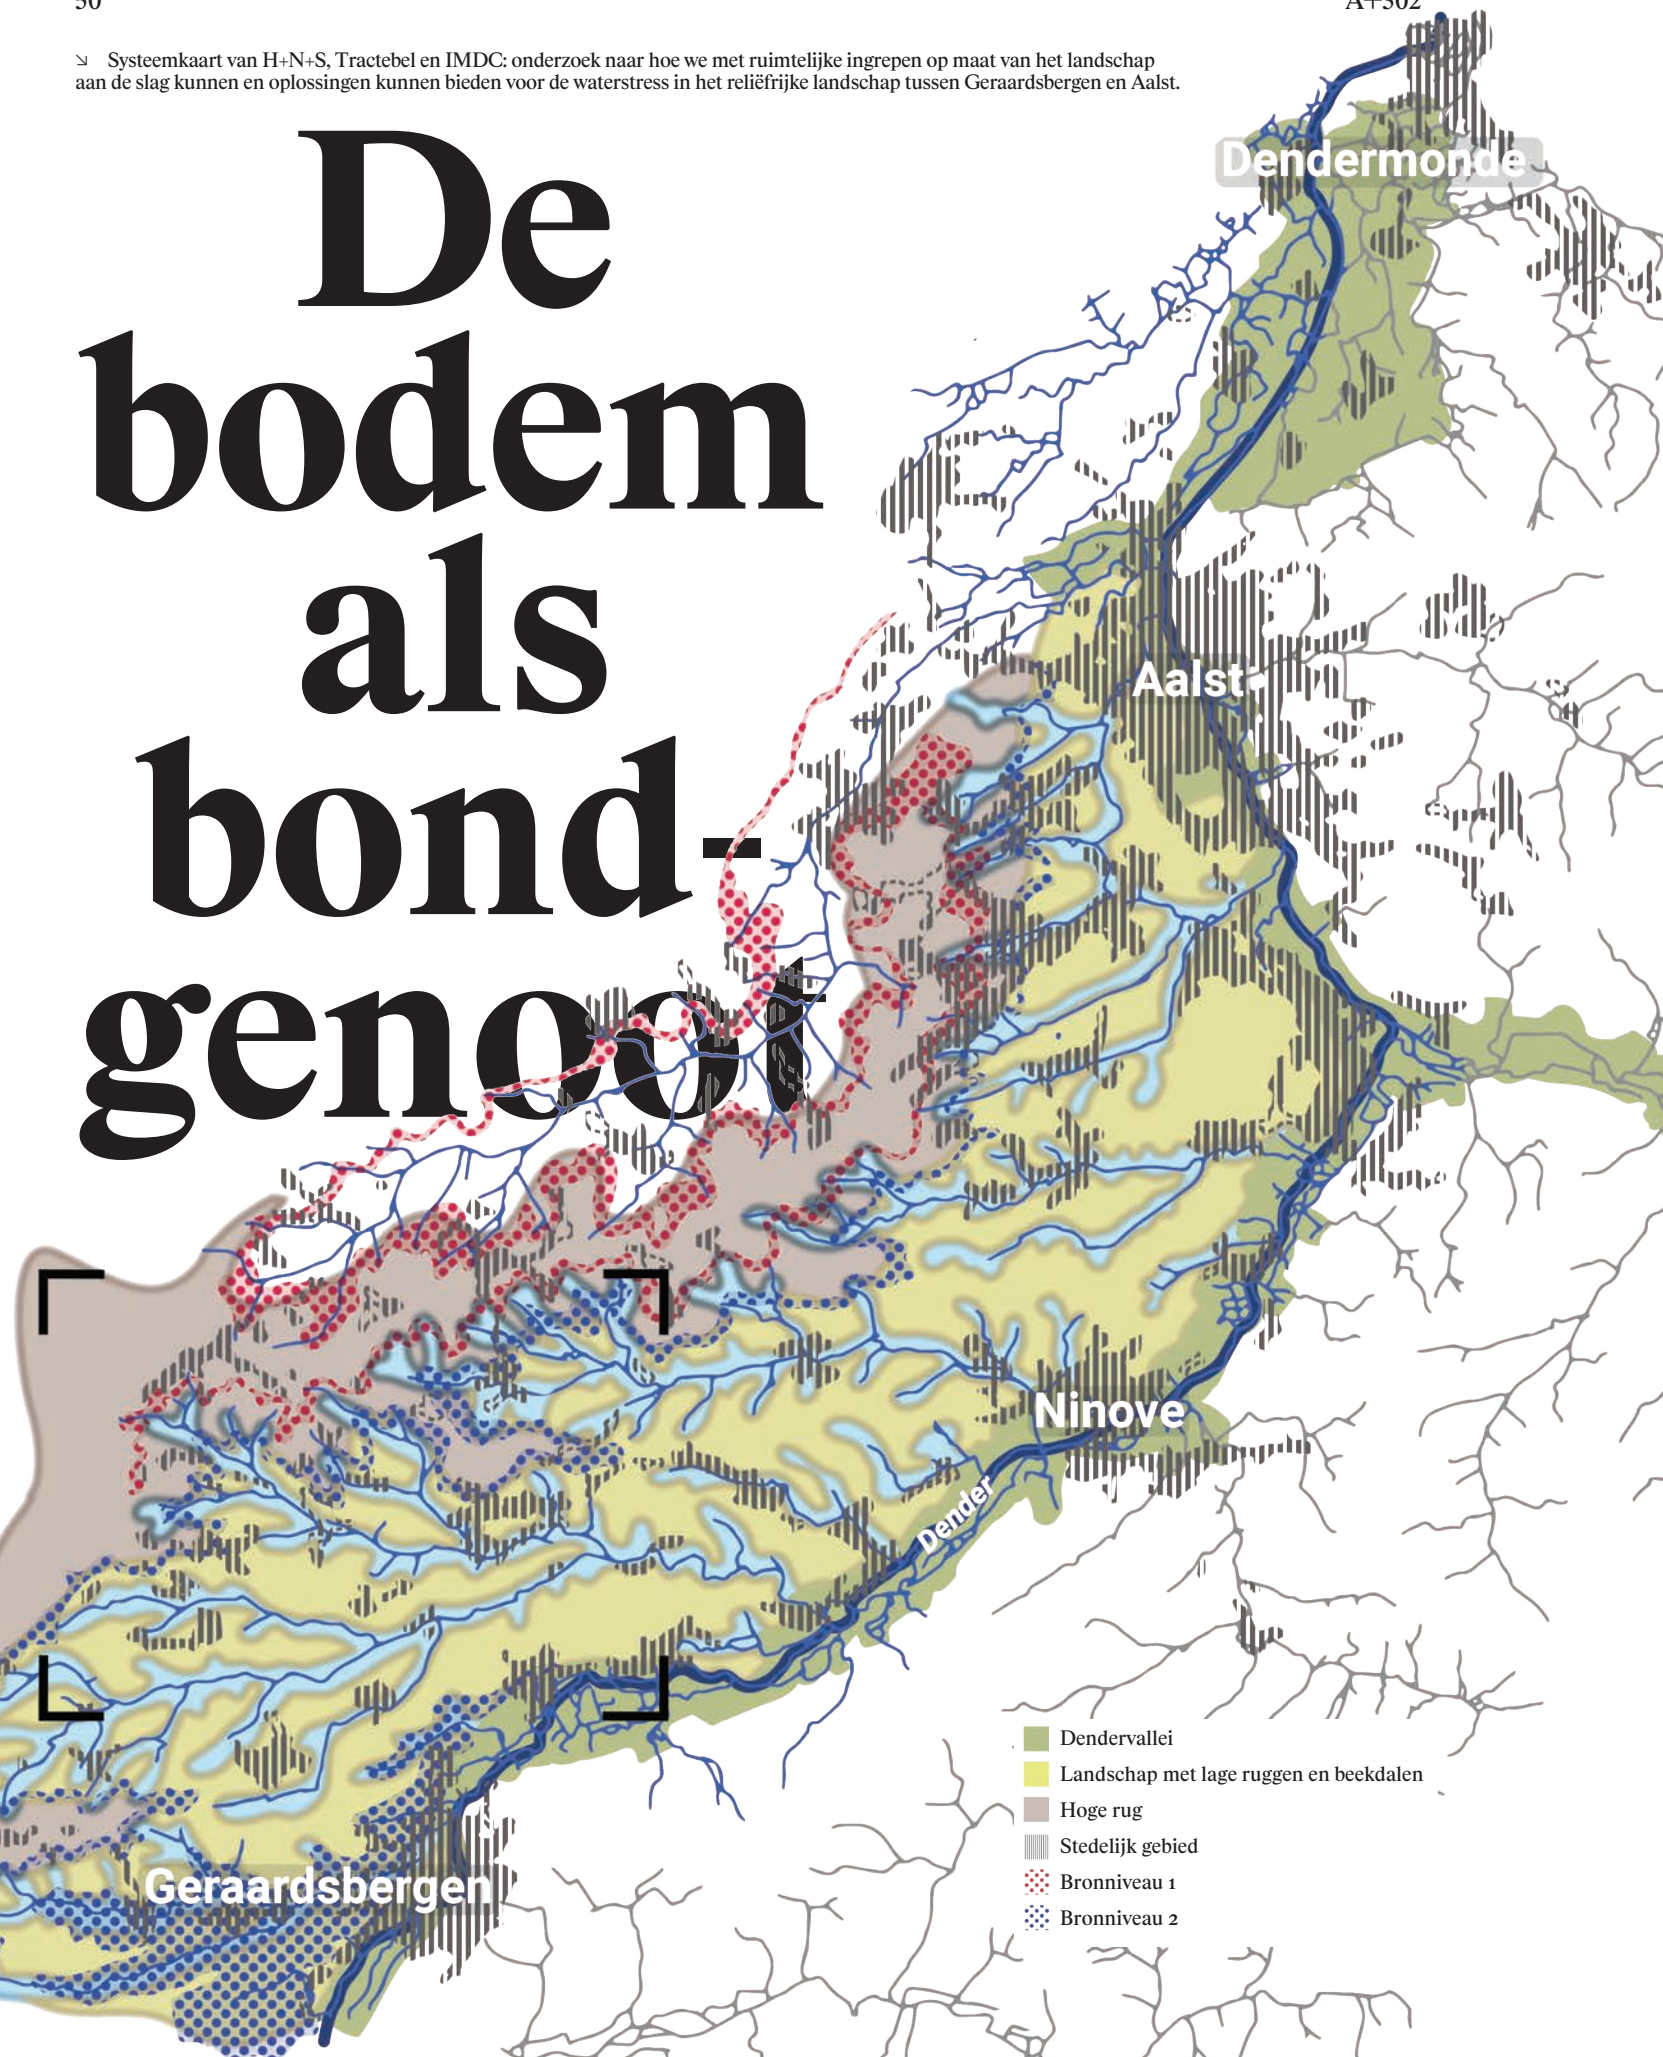 50
A+302
↘ Systeemkaart van H+N+S, Tractebel en IMDC: onderzoek naar hoe we met ruimtelijke ingrepen op maat van het landschap
aan de slag kunnen en oplossingen kunnen bieden voor de waterstress in het reliëfrijke landschap tussen Geraardsbergen en Aalst.
De
bodem
als
bond-
genoot
Dendermonde
Aalst
Ninove
Dender
Geraardsbergen
Dendervallei
Landschap met lage ruggen en beekdalen
Hoge rug
Stedelijk gebied
Bronniveau 1
Bronniveau 2